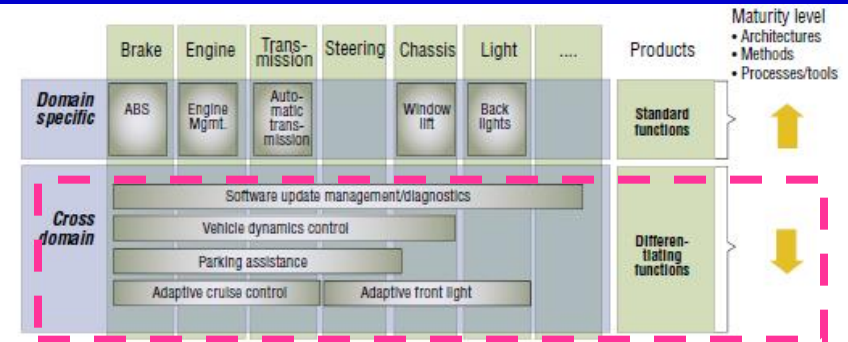 Maturity level
• Architectures
• Methods
• Processes/tools
Brake
Engine
Trans-
mission
Steering
Chassis
Light
....
Products
Domain
specific
ABS
Engine
Mgmt.
Auto-
matic
trans-
mission
Window
lift
Back
lights
Standard
functions
Cross
domain
Software update management/diagnostics
Vehicle dynamics control
Parking assistance
Adaptive cruise control
Adaptive front light
Differen-
tiating
functions